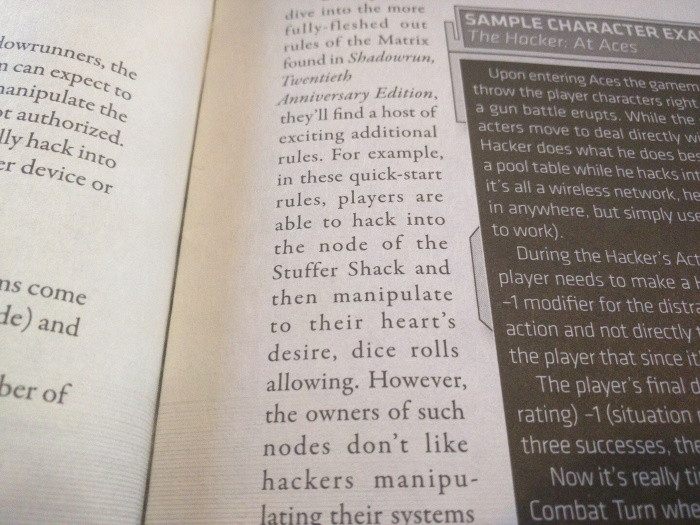 dowrunners, the
n can expect to
manipulate the
ot authorized.
lly hack into
er device or
ns come
de) and
ber of
dive into the more
fully-fleshed out
rules of the Matrix
found in Shadowrun,
Twentieth
Anniversary Edition,
they'll find a host of
exciting additional
rules. For example,
in these quick-start
rules, players are
able to hack into
the node of the
Stuffer Shack and
then manipulate
to their heart's
desire, dice rolls
allowing. However,
the owners of such
nodes don't like
hackers manipu-
lating their systems
SAMPLE CHARACTER EXA
The Hacker: At Aces
Upon entering Aces the gamem
throw the player characters right
a gun battle erupts. While the
acters move to deal directly wi
Hacker does what he does bes
a pool table while he hacks int
it's all a wireless network, he
in anywhere, but simply use
to work).
During the Hacker's Act
player needs to make a H
-1 modifier for the distra
action and not directly t
the player that since it
The player's final d
rating) -1 (situation
three successes, the
Now it's really ti
Combat Turn whe